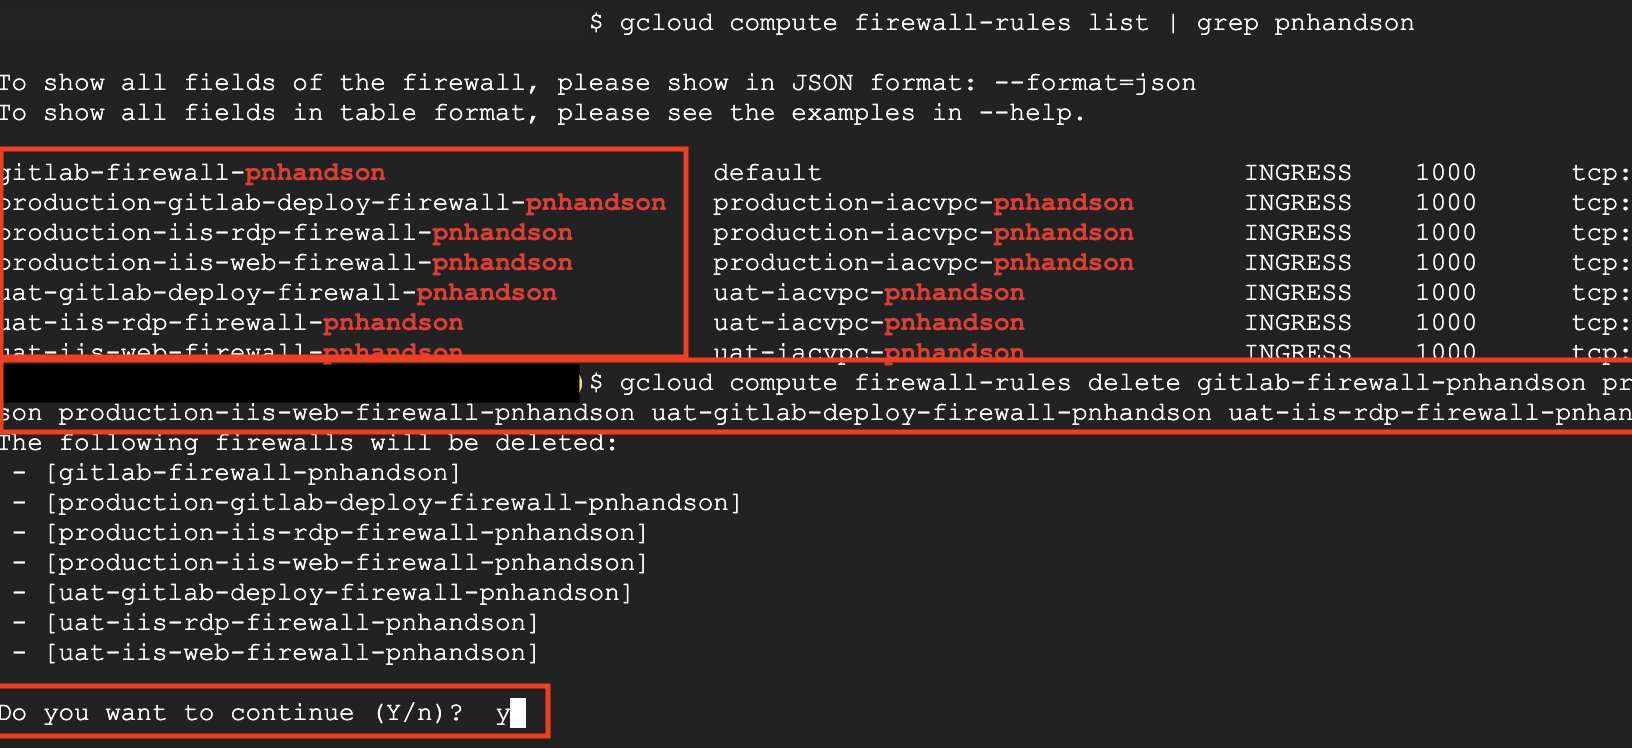 $ gcloud compute firewall-rules list | grep pnhandson
To show all fields of the firewall, please show in JSON format: --format=json
To show all fields in table format, please see the examples in --help.
gitlab-firewall-pnhandson default INGRESS 1000 tcp:
production-gitlab-deploy-firewall-pnhandson production-iacvpc-pnhandson INGRESS 1000 tcp:
production-iis-rdp-firewall-pnhandson production-iacvpc-pnhandson INGRESS 1000 tcp:
production-iis-web-firewall-pnhandson production-iacvpc-pnhandson INGRESS 1000 tcp:
uat-gitlab-deploy-firewall-pnhandson uat-iacvpc-pnhandson INGRESS 1000 tcp:
uat-iis-rdp-firewall-pnhandson uat-iacvpc-pnhandson INGRESS 1000 tcp:
uat-iis-web-firewall-pnhandson uat-iacvpc-pnhandson INGRESS 1000 tcp:
)$ gcloud compute firewall-rules delete gitlab-firewall-pnhandson pr
son production-iis-web-firewall-pnhandson uat-gitlab-deploy-firewall-pnhandson uat-iis-rdp-firewall-pnhan
The following firewalls will be deleted:
- [gitlab-firewall-pnhandson]
- [production-gitlab-deploy-firewall-pnhandson]
- [production-iis-rdp-firewall-pnhandson]
- [production-iis-web-firewall-pnhandson]
- [uat-gitlab-deploy-firewall-pnhandson]
- [uat-iis-rdp-firewall-pnhandson]
- [uat-iis-web-firewall-pnhandson]
Do you want to continue (Y/n)? y